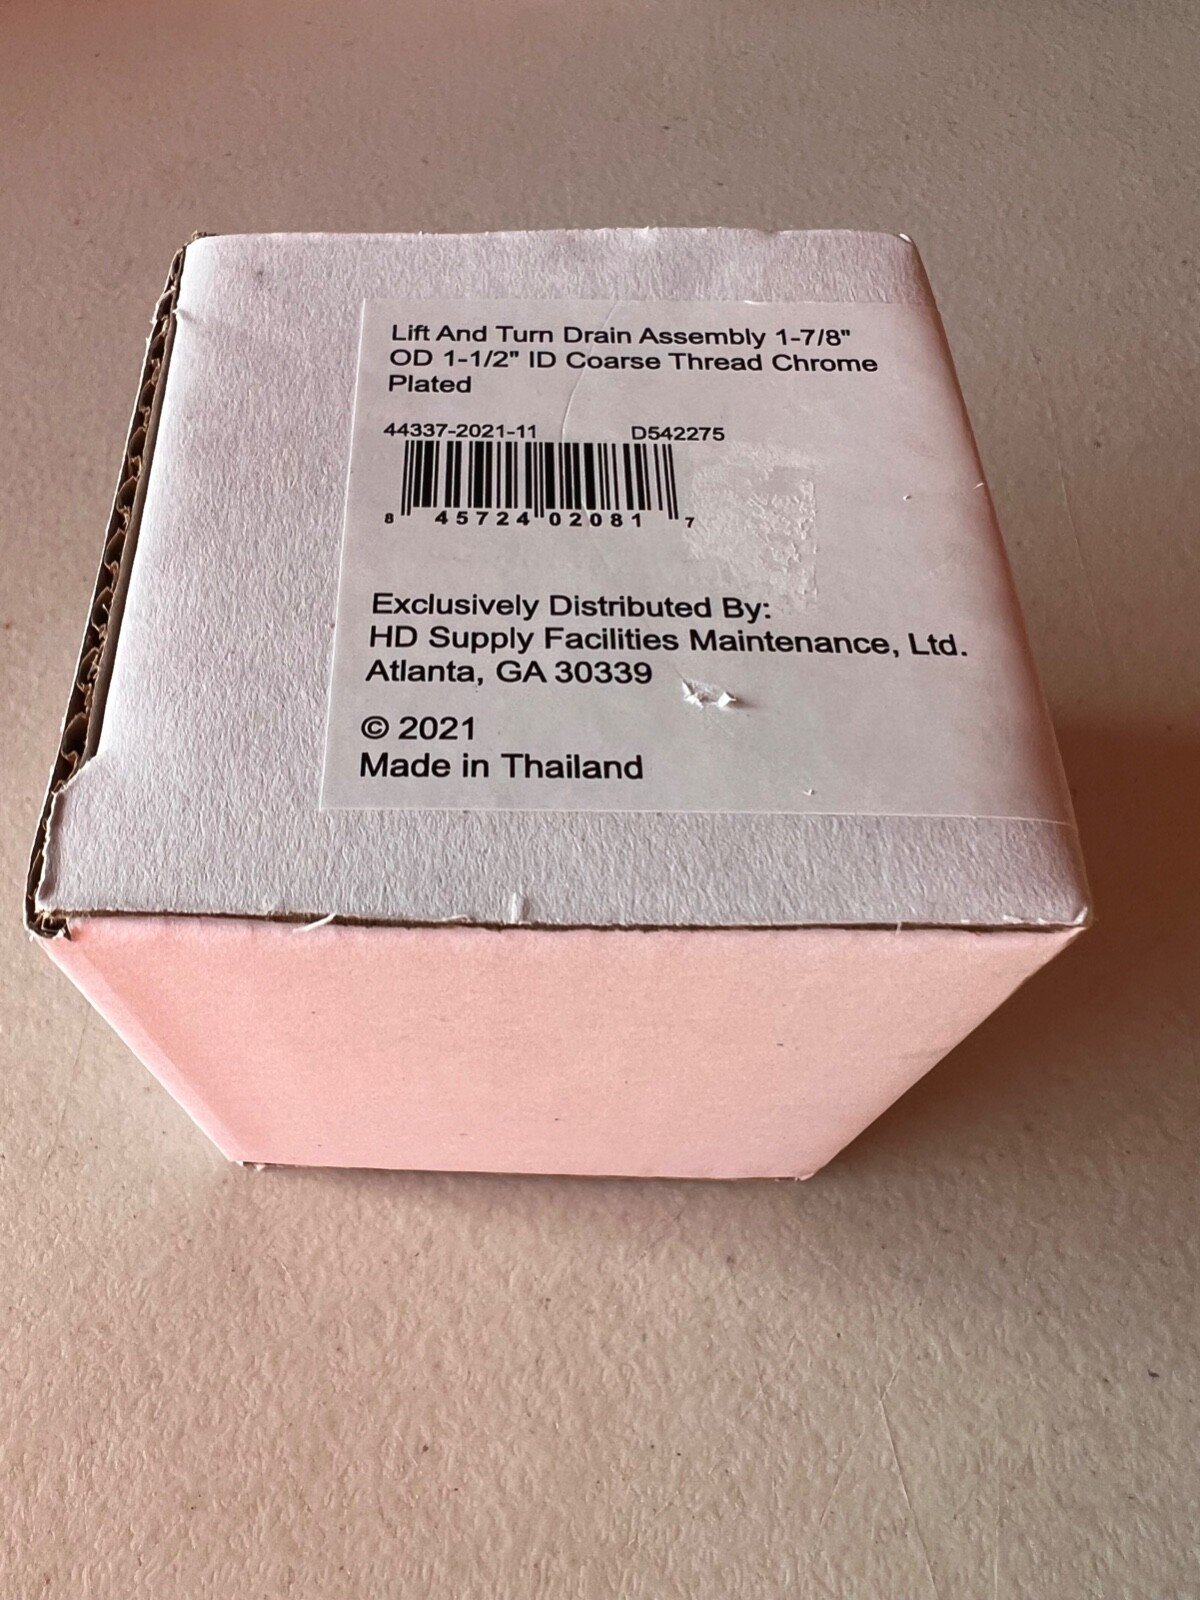 Lift And Turn Drain Assembly 1-7/8"
OD 1-1/2" ID Coarse Thread Chrome
Plated
44337-2021-11 D542275
8 45724 02081 7
Exclusively Distributed By:
HD Supply Facilities Maintenance, Ltd.
Atlanta, GA 30339
© 2021
Made in Thailand